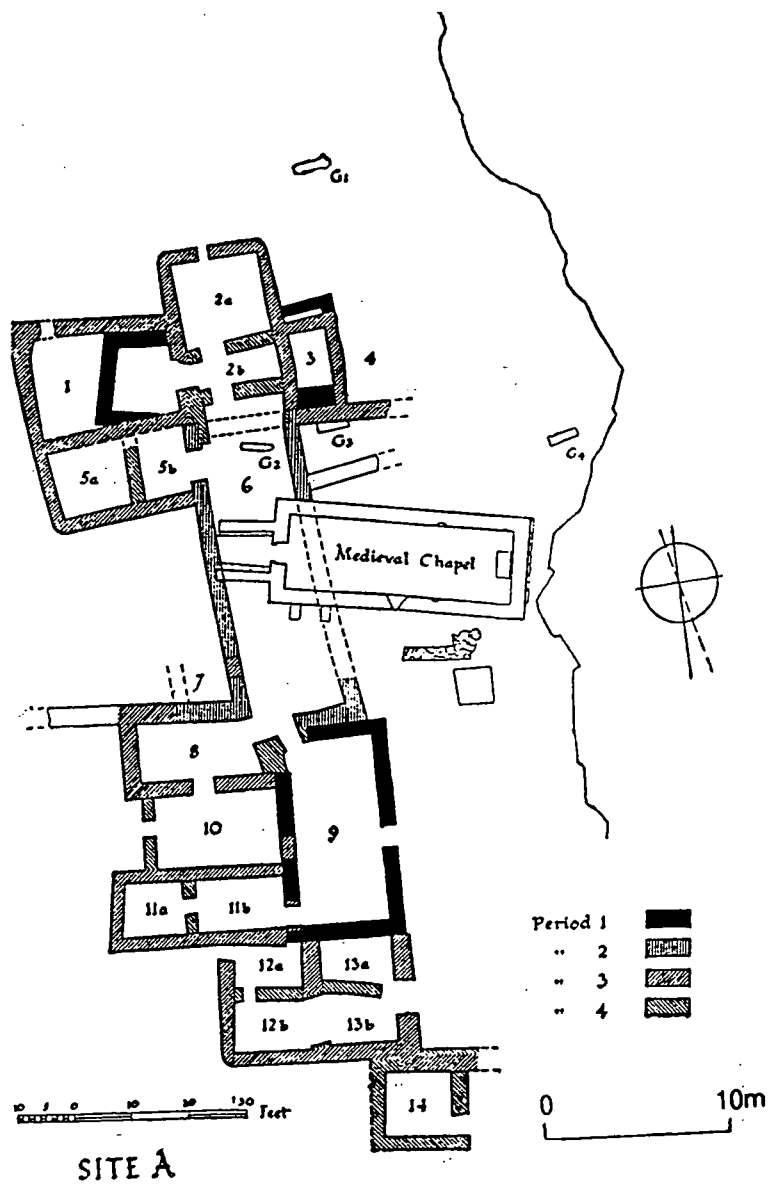 G1
2a
1
2b
3
4
5a
5b
6
G2
G3
G4
Medieval Chapel
7
8
9
10
11a
11b
12a
13a
12b
13b
14
Period 1
" 2
" 3
" 4
10 5 0 10 20 30 Feet
0 10m
SITE A